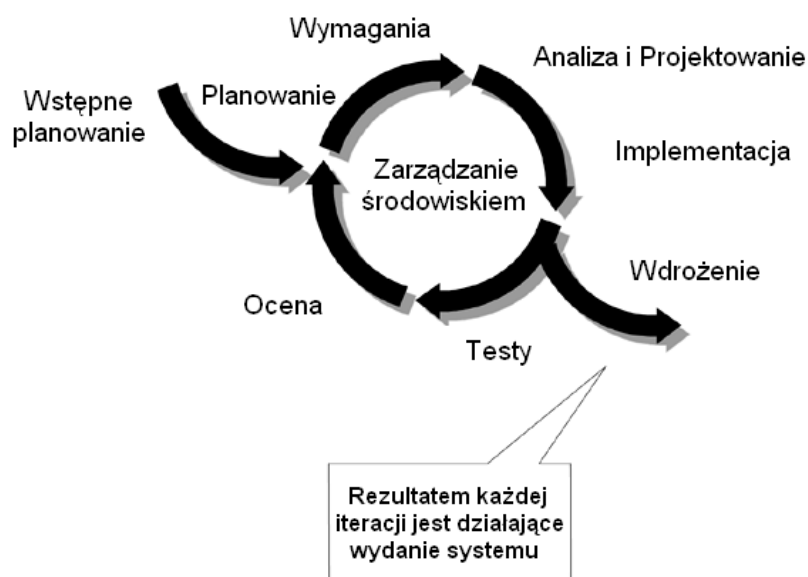 Wymagania
Analiza i Projektowanie
Wstępne
planowanie
Planowanie
Implementacja
Zarządzanie
środowiskiem
Wdrożenie
Ocena
Testy
Rezultatem każdej
iteracji jest działające
wydanie systemu